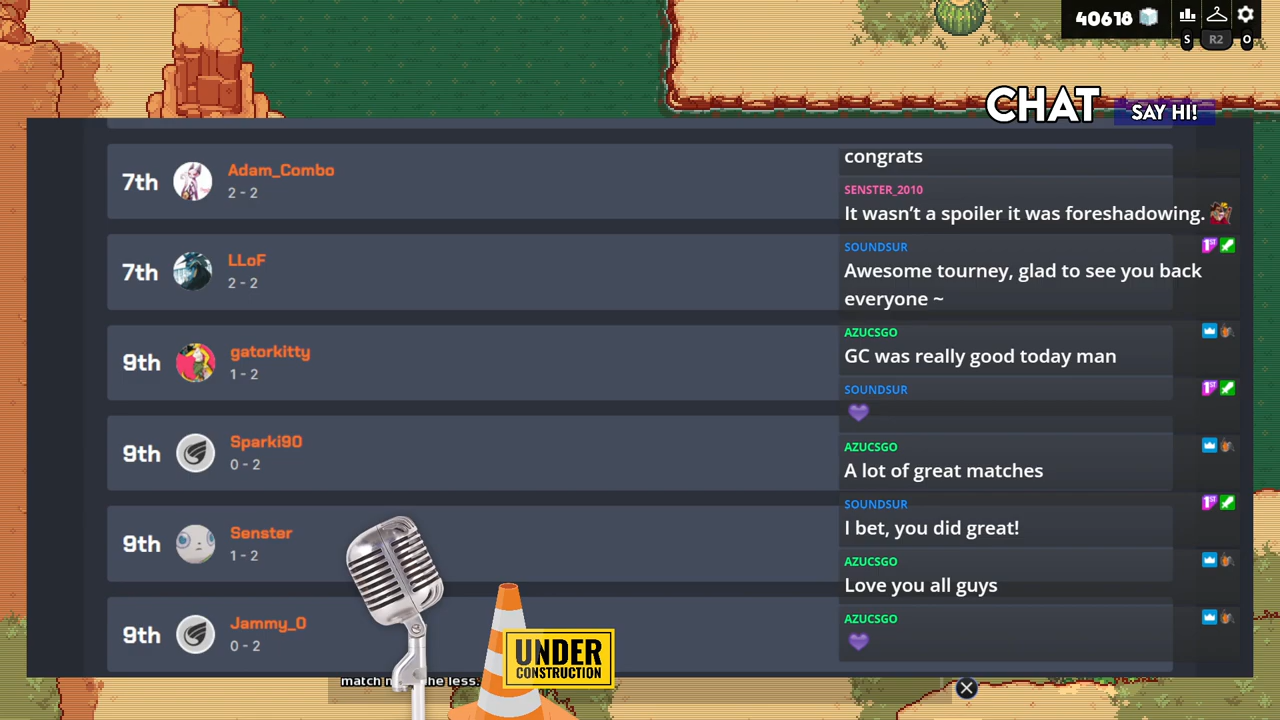 40618
S R2 O
CHAT SAY HI!
7th Adam_Combo
2 - 2
7th LLoF
2 - 2
9th gatorkitty
1 - 2
9th Sparki90
0 - 2
9th Senster
1 - 2
9th Jammy_0
0 - 2
congrats
SENSTER_2010
It wasn't a spoiler it was foreshadowing.
SOUNDSUR
Awesome tourney, glad to see you back
everyone ~
AZUCSGO
GC was really good today man
SOUNDSUR
AZUCSGO
A lot of great matches
SOUNDSUR
I bet, you did great!
AZUCSGO
Love you all guys
AZUCSGO
UNDER
CONSTRUCTION
match he less.